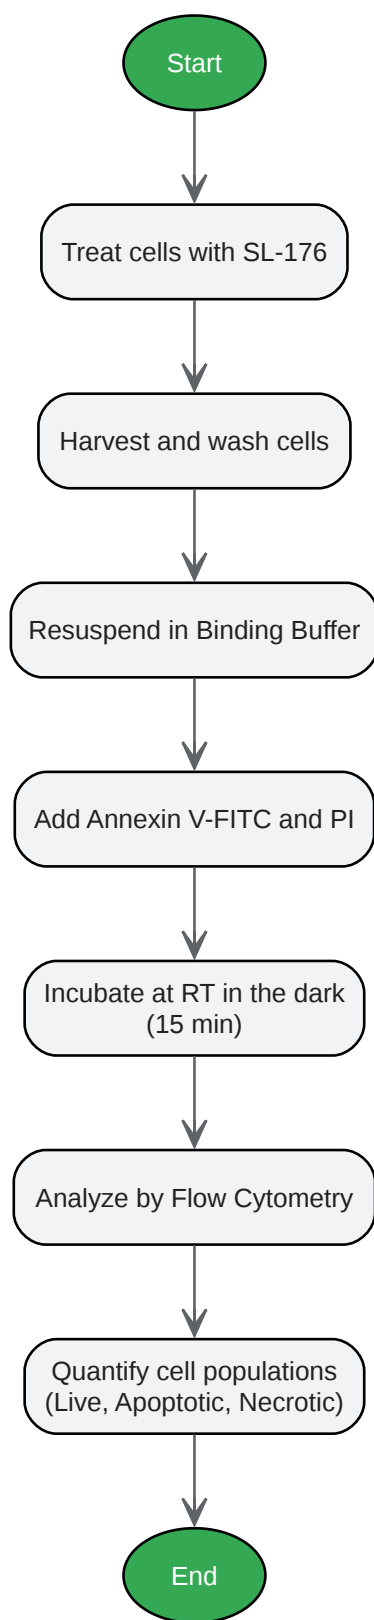 Start
Treat cells with SL-176
Harvest and wash cells
Resuspend in Binding Buffer
Add Annexin V-FITC and PI
Incubate at RT in the dark
(15 min)
Analyze by Flow Cytometry
Quantify cell populations
(Live, Apoptotic, Necrotic)
End